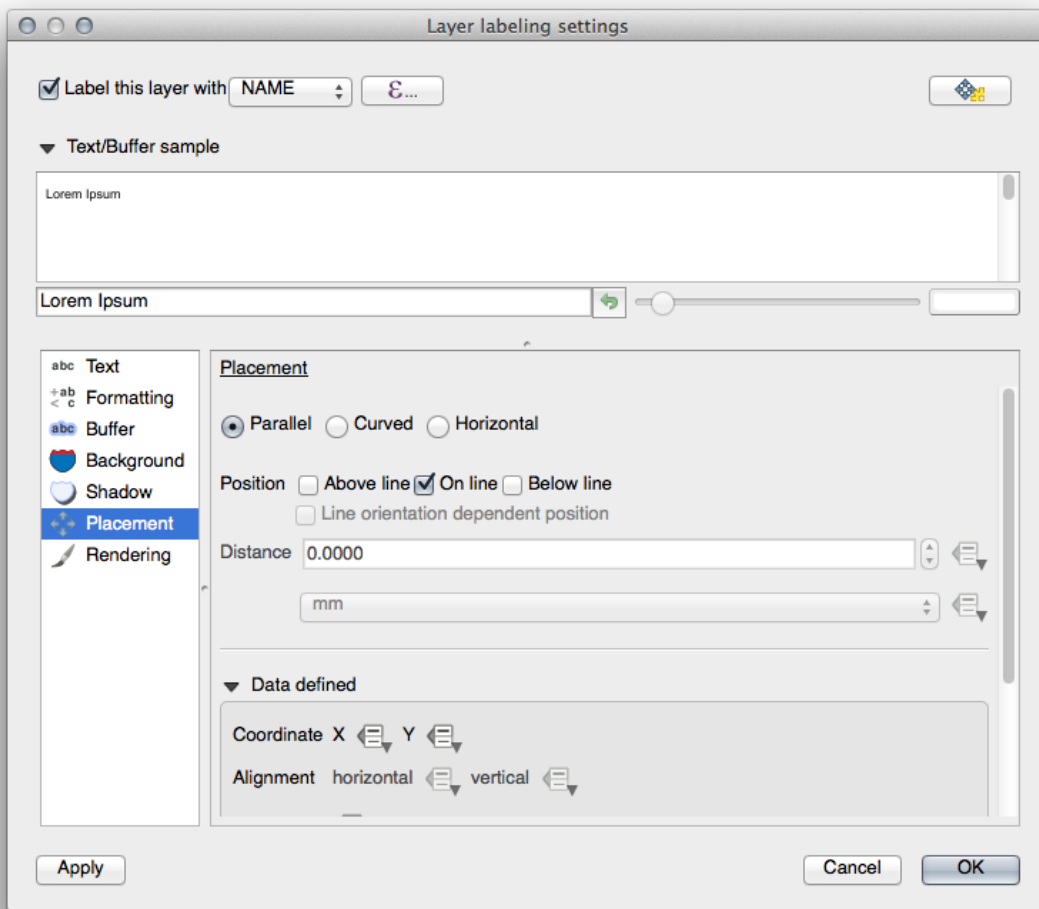 Layer labeling settings
Label this layer with NAME ε...
Text/Buffer sample
Lorem Ipsum
Lorem Ipsum
abc Text
+ab < c Formatting
abc Buffer
Background
Shadow
Placement
Rendering
Placement
Parallel Curved Horizontal
Position Above line On line Below line
Line orientation dependent position
Distance 0.0000
mm
Data defined
Coordinate X Y
Alignment horizontal vertical
Apply Cancel OK